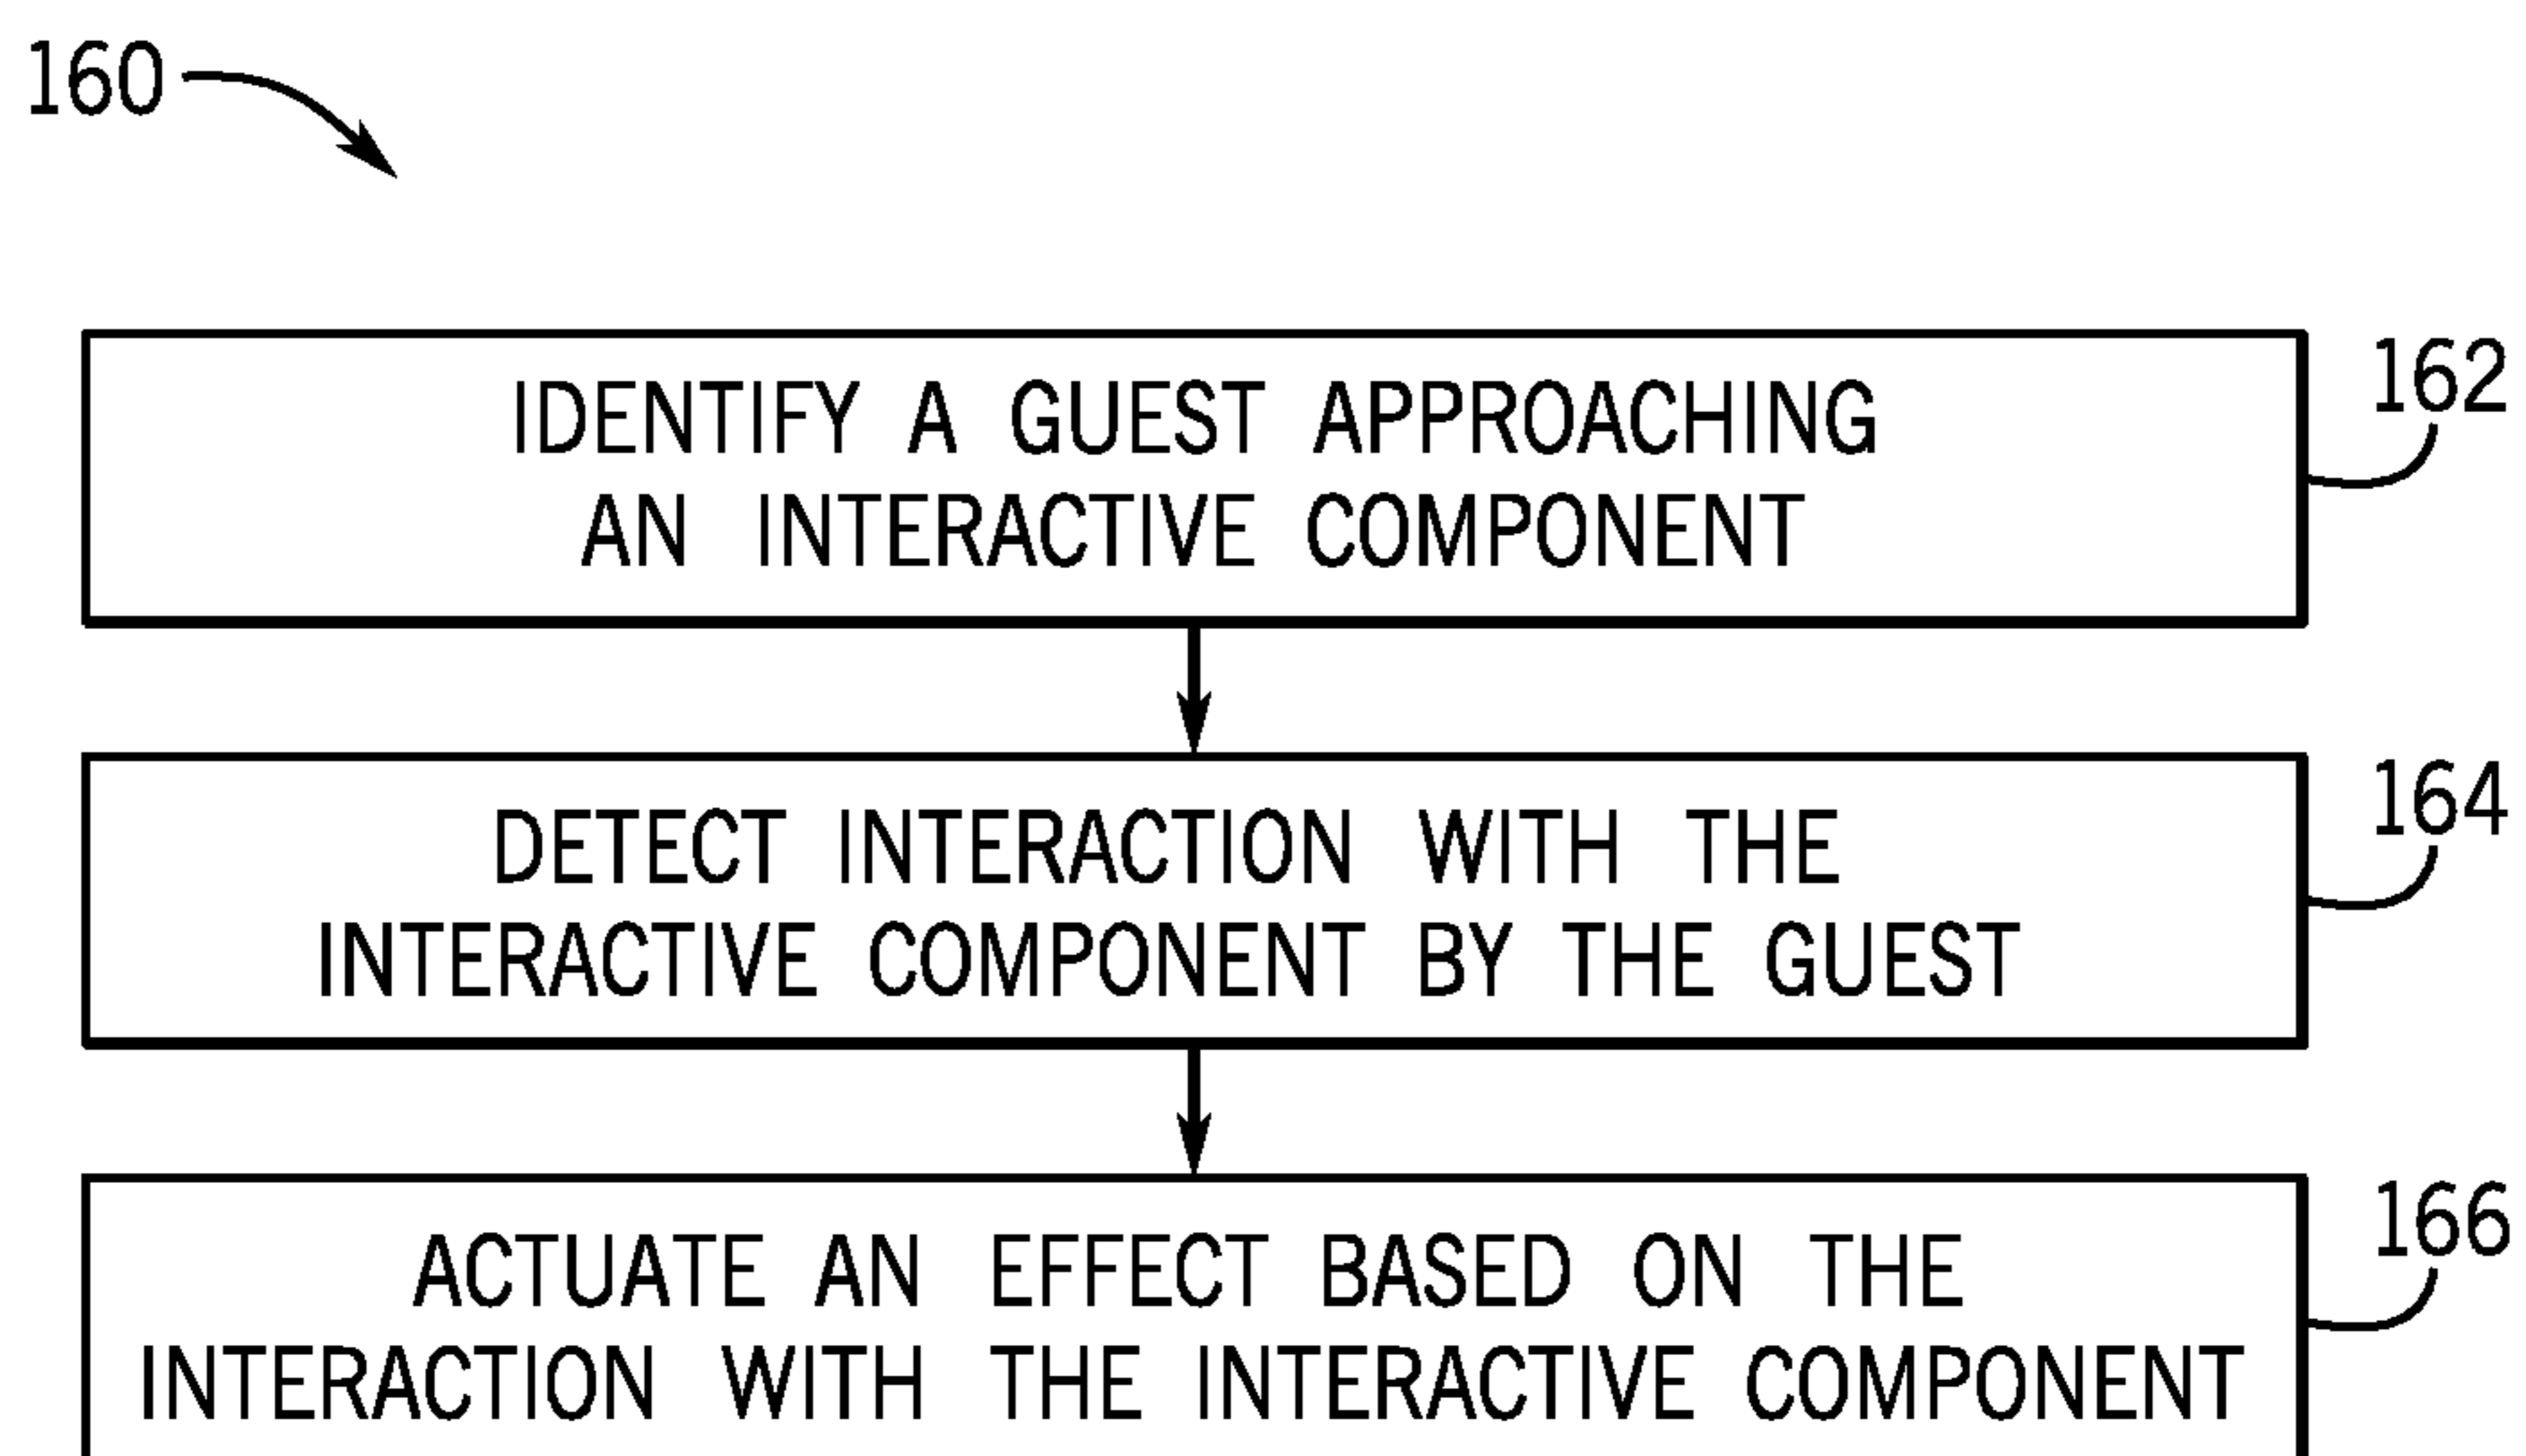 160
IDENTIFY A GUEST APPROACHING
AN INTERACTIVE COMPONENT
162
DETECT INTERACTION WITH THE
INTERACTIVE COMPONENT BY THE GUEST
164
ACTUATE AN EFFECT BASED ON THE
INTERACTION WITH THE INTERACTIVE COMPONENT
166